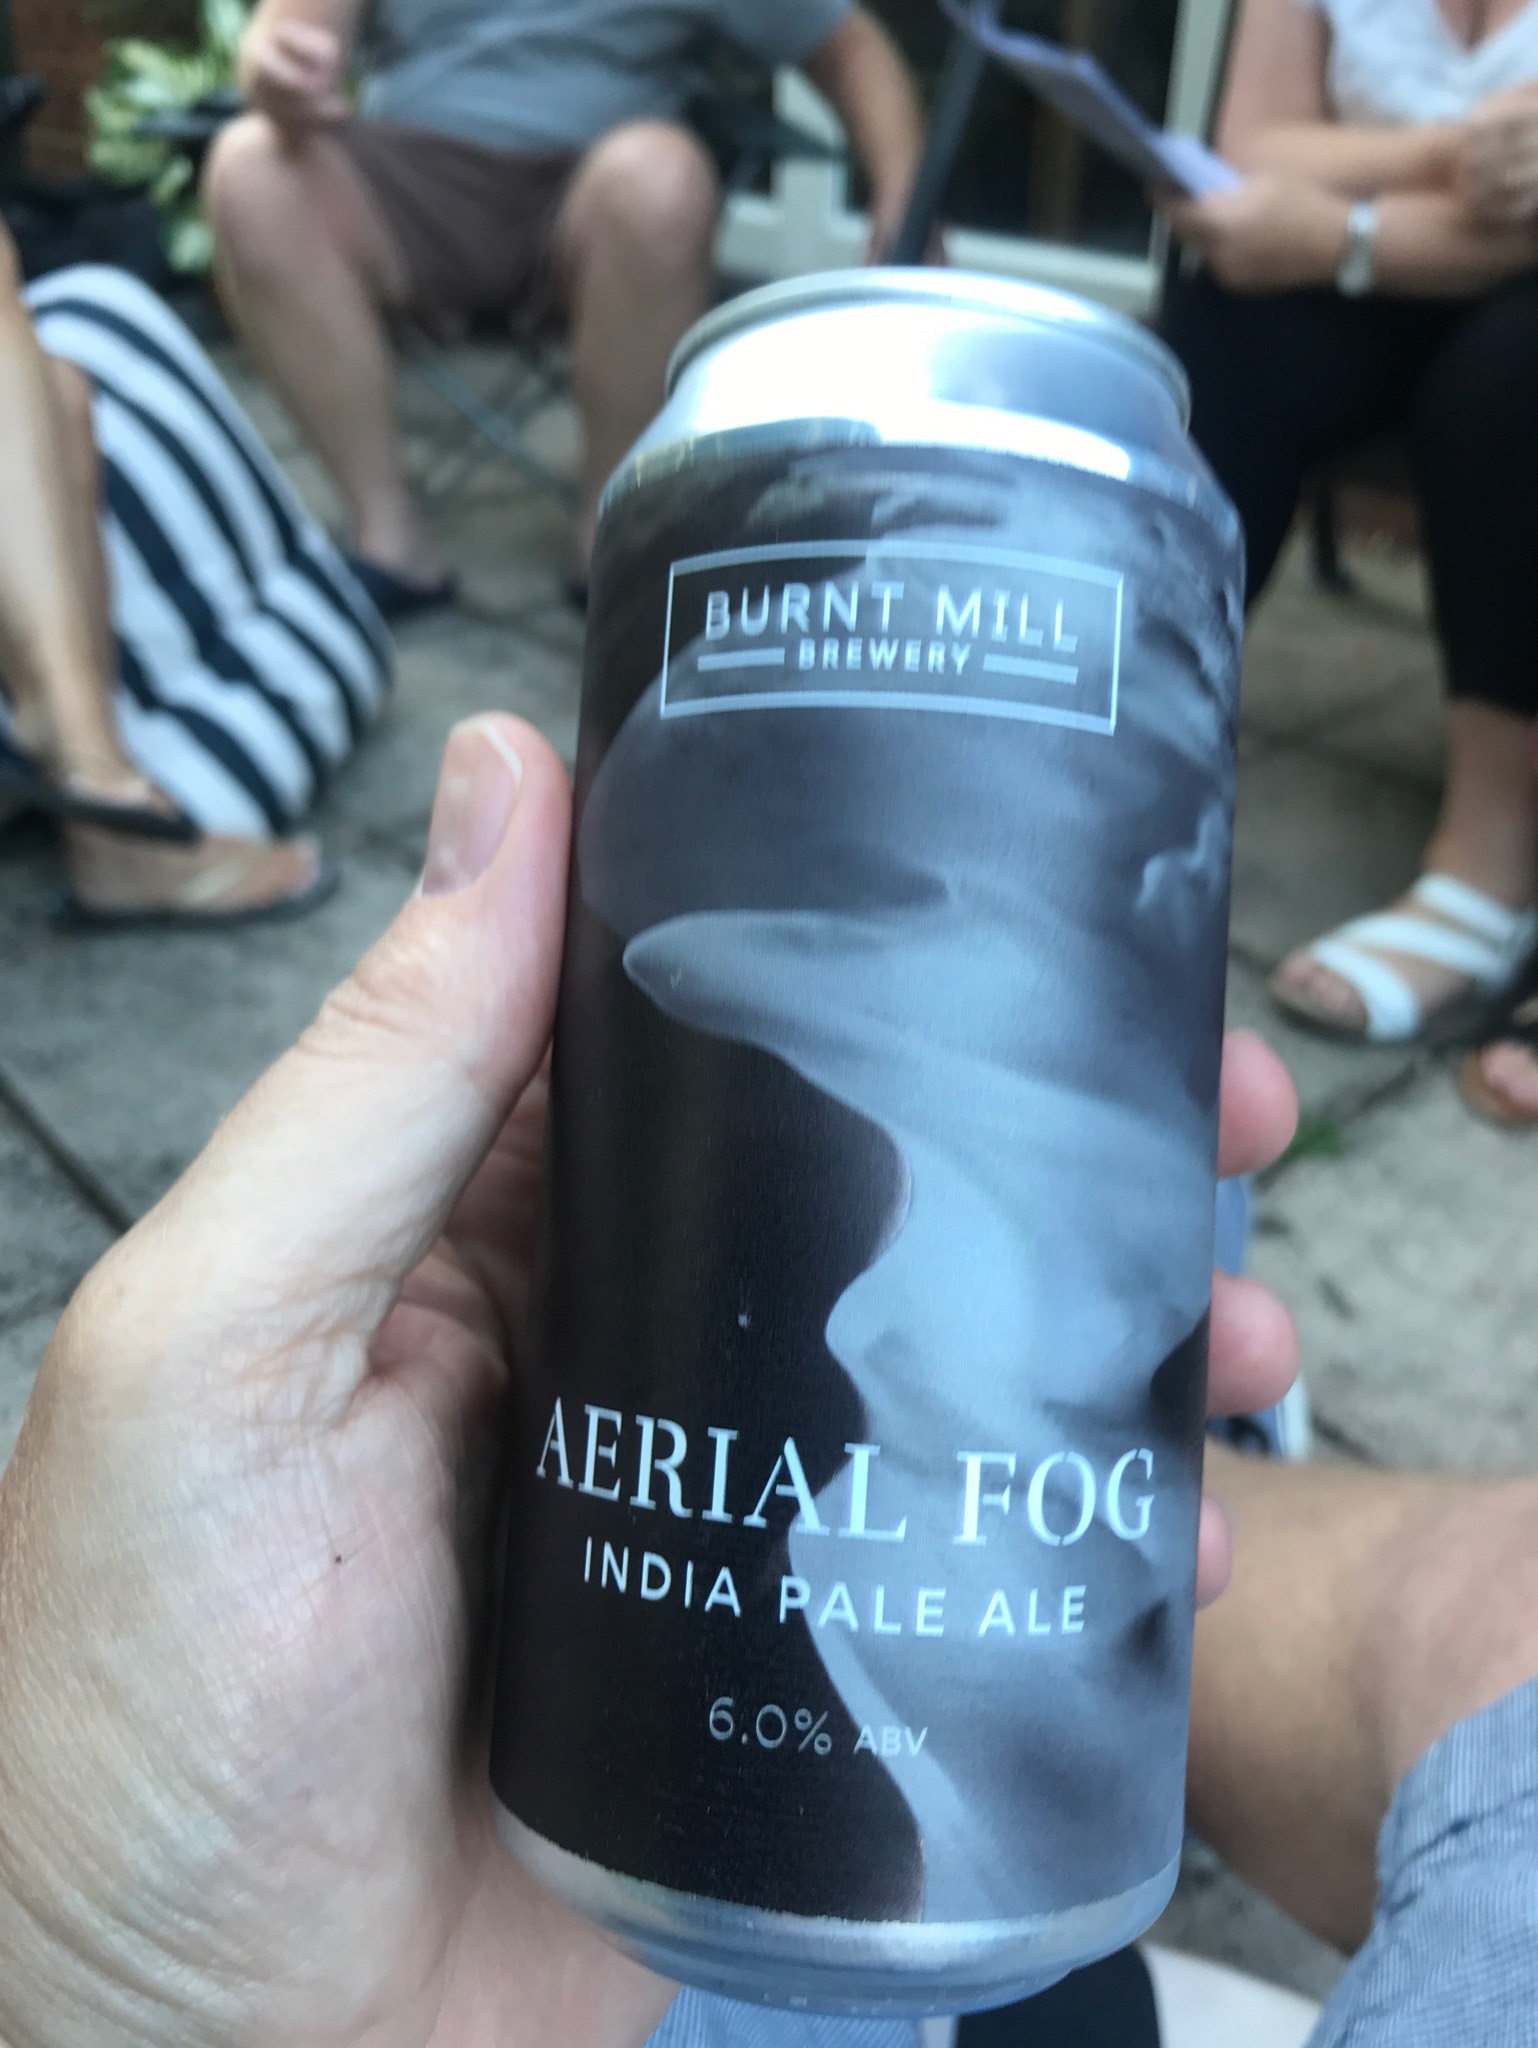 BURNT MILL
BREWERY
AERIAL FOG
INDIA PALE ALE
6.0% ABV